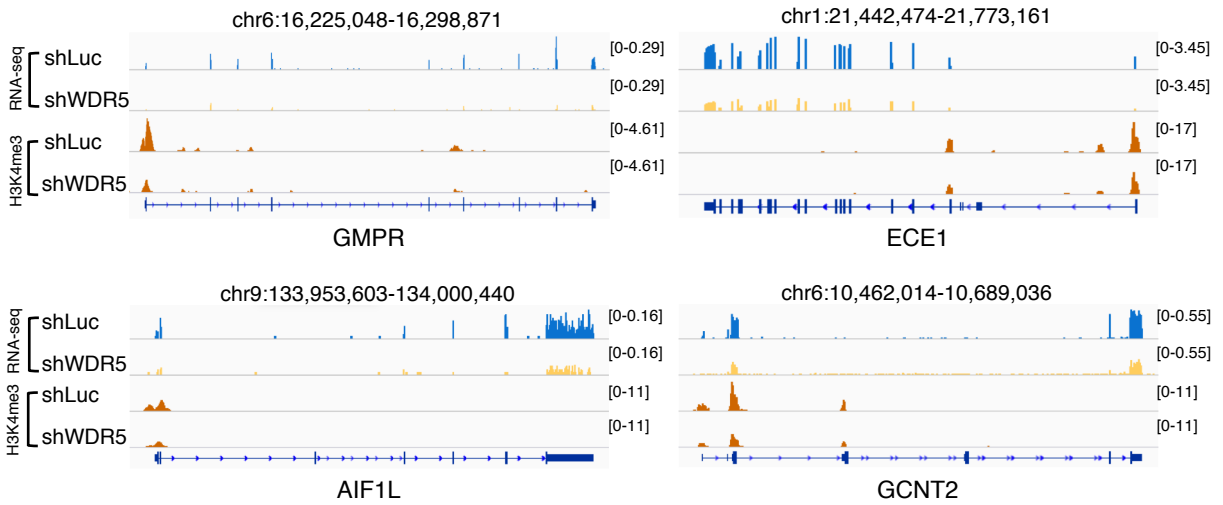 chr6:16,225,048-16,298,871
RNA-seq
shLuc
[0-0.29]
shWDR5
[0-0.29]
H3K4me3
shLuc
[0-4.61]
shWDR5
[0-4.61]
GMPR
chr1:21,442,474-21,773,161
[0-3.45]
[0-3.45]
[0-17]
[0-17]
ECE1
chr9:133,953,603-134,000,440
RNA-seq
shLuc
[0-0.16]
shWDR5
[0-0.16]
H3K4me3
shLuc
[0-11]
shWDR5
[0-11]
AIF1L
chr6:10,462,014-10,689,036
[0-0.55]
[0-0.55]
[0-11]
[0-11]
GCNT2